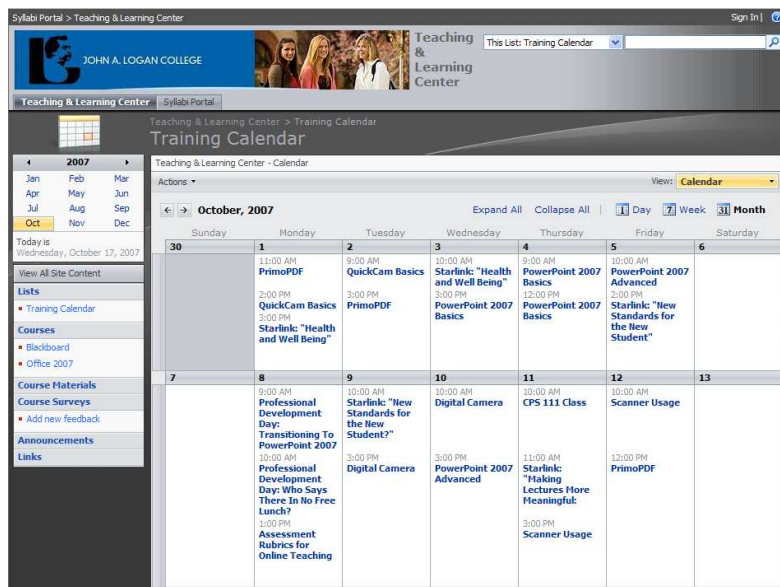 Syllabi Portal > Teaching & Learning Center
Sign In |
JOHN A. LOGAN COLLEGE
Teaching
&
Learning
Center
This List: Training Calendar
Teaching & Learning Center
Syllabi Portal
Teaching & Learning Center > Training Calendar
Training Calendar
2007
Jan Feb Mar
Apr May Jun
Jul Aug Sep
Oct Nov Dec
Today is
Wednesday, October 17, 2007
View All Site Content
Lists
Training Calendar
Courses
Blackboard
Office 2007
Course Materials
Course Surveys
Add new feedback
Announcements
Links
Teaching & Learning Center - Calendar
Actions
View: Calendar
October, 2007
Expand All Collapse All | 1 Day 7 Week 31 Month
Sunday Monday Tuesday Wednesday Thursday Friday Saturday
30 1 2 3 4 5 6
11:00 AM
PrimoPDF
2:00 PM
QuickCam Basics
3:00 PM
Starlink: "Health
and Well Being"
9:00 AM
QuickCam Basics
3:00 PM
PrimoPDF
10:00 AM
Starlink: "Health
and Well Being"
3:00 PM
PowerPoint 2007
Basics
9:00 AM
PowerPoint 2007
Basics
12:00 PM
PowerPoint 2007
Basics
10:00 AM
PowerPoint 2007
Advanced
2:00 PM
Starlink: "New
Standards for
the New
Student"
7 8 9 10 11 12 13
9:00 AM
Professional
Development
Day:
Transitioning To
PowerPoint 2007
10:00 AM
Professional
Development
Day: Who Says
There In No Free
Lunch?
1:00 PM
Assessment
Rubrics for
Online Teaching
10:00 AM
Starlink: "New
Standards for
the New
Student?"
3:00 PM
Digital Camera
10:00 AM
Digital Camera
3:00 PM
PowerPoint 2007
Advanced
10:00 AM
CPS 111 Class
11:00 AM
Starlink:
"Making
Lectures More
Meaningful:
3:00 PM
Scanner Usage
10:00 AM
Scanner Usage
12:00 PM
PrimoPDF